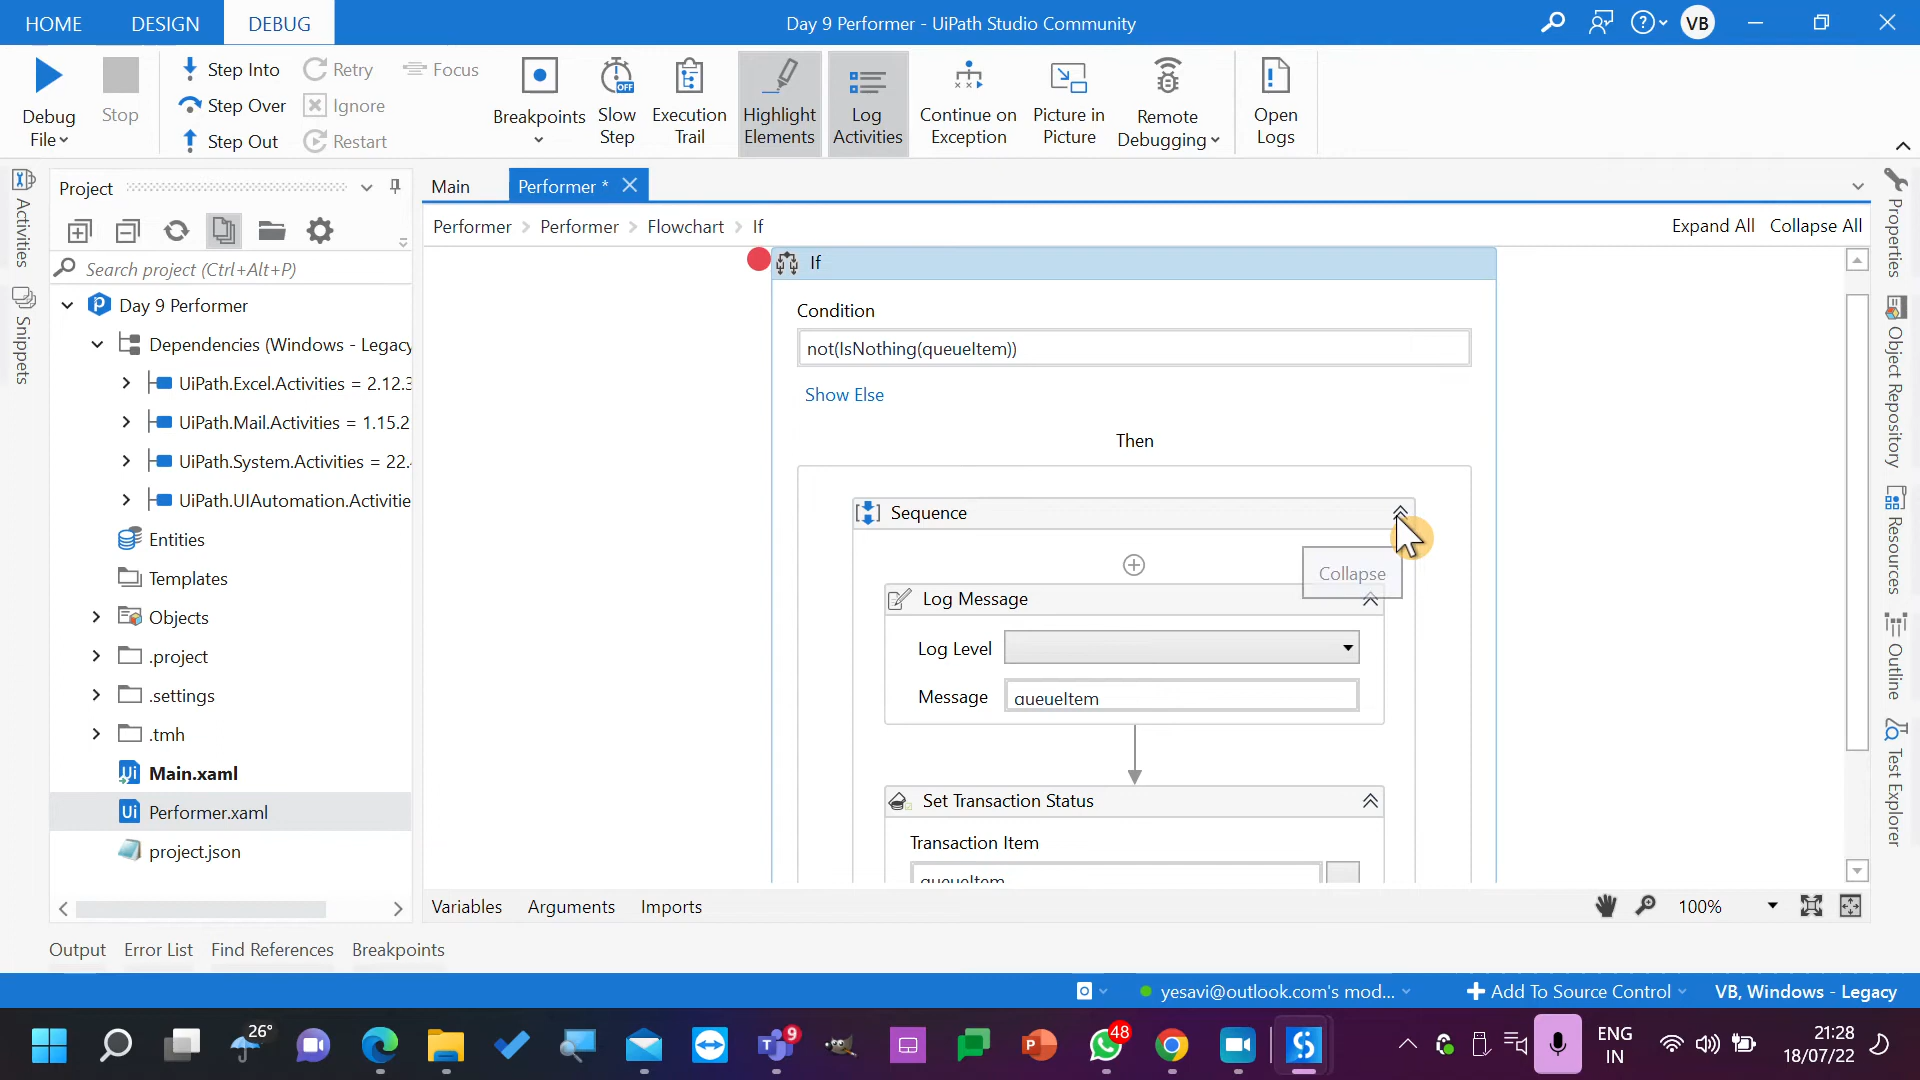 HOME DESIGN DEBUG
Day 9 Performer - UiPath Studio Community
VB
Debug File
Stop
Step Into
Step Over
Step Out
Retry
Ignore
Restart
Focus
Breakpoints
Slow Step
OFF
Execution Trail
Highlight Elements
Log Activities
Continue on Exception
Picture in Picture
Remote Debugging
Open Logs
Activities
Snippets
Project
Search project (Ctrl+Alt+P)
Day 9 Performer
Dependencies (Windows - Legacy
UiPath.Excel.Activities = 2.12.3
UiPath.Mail.Activities = 1.15.2
UiPath.System.Activities = 22.
UiPath.UIAutomation.Activitie
Entities
Templates
Objects
.project
.settings
.tmh
Main.xaml
Performer.xaml
project.json
Main
Performer *
Performer > Performer > Flowchart > If
Expand All Collapse All
If
Condition
not(IsNothing(queueItem))
Show Else
Then
Sequence
Collapse
Log Message
Log Level
Message queueItem
Set Transaction Status
Transaction Item
queueItem
Properties
Object Repository
Resources
Outline
Test Explorer
Variables Arguments Imports
100%
Output Error List Find References Breakpoints
yesavi@outlook.com's mod...
Add To Source Control
VB, Windows - Legacy
26°
9
48
ENG IN
21:28
18/07/22